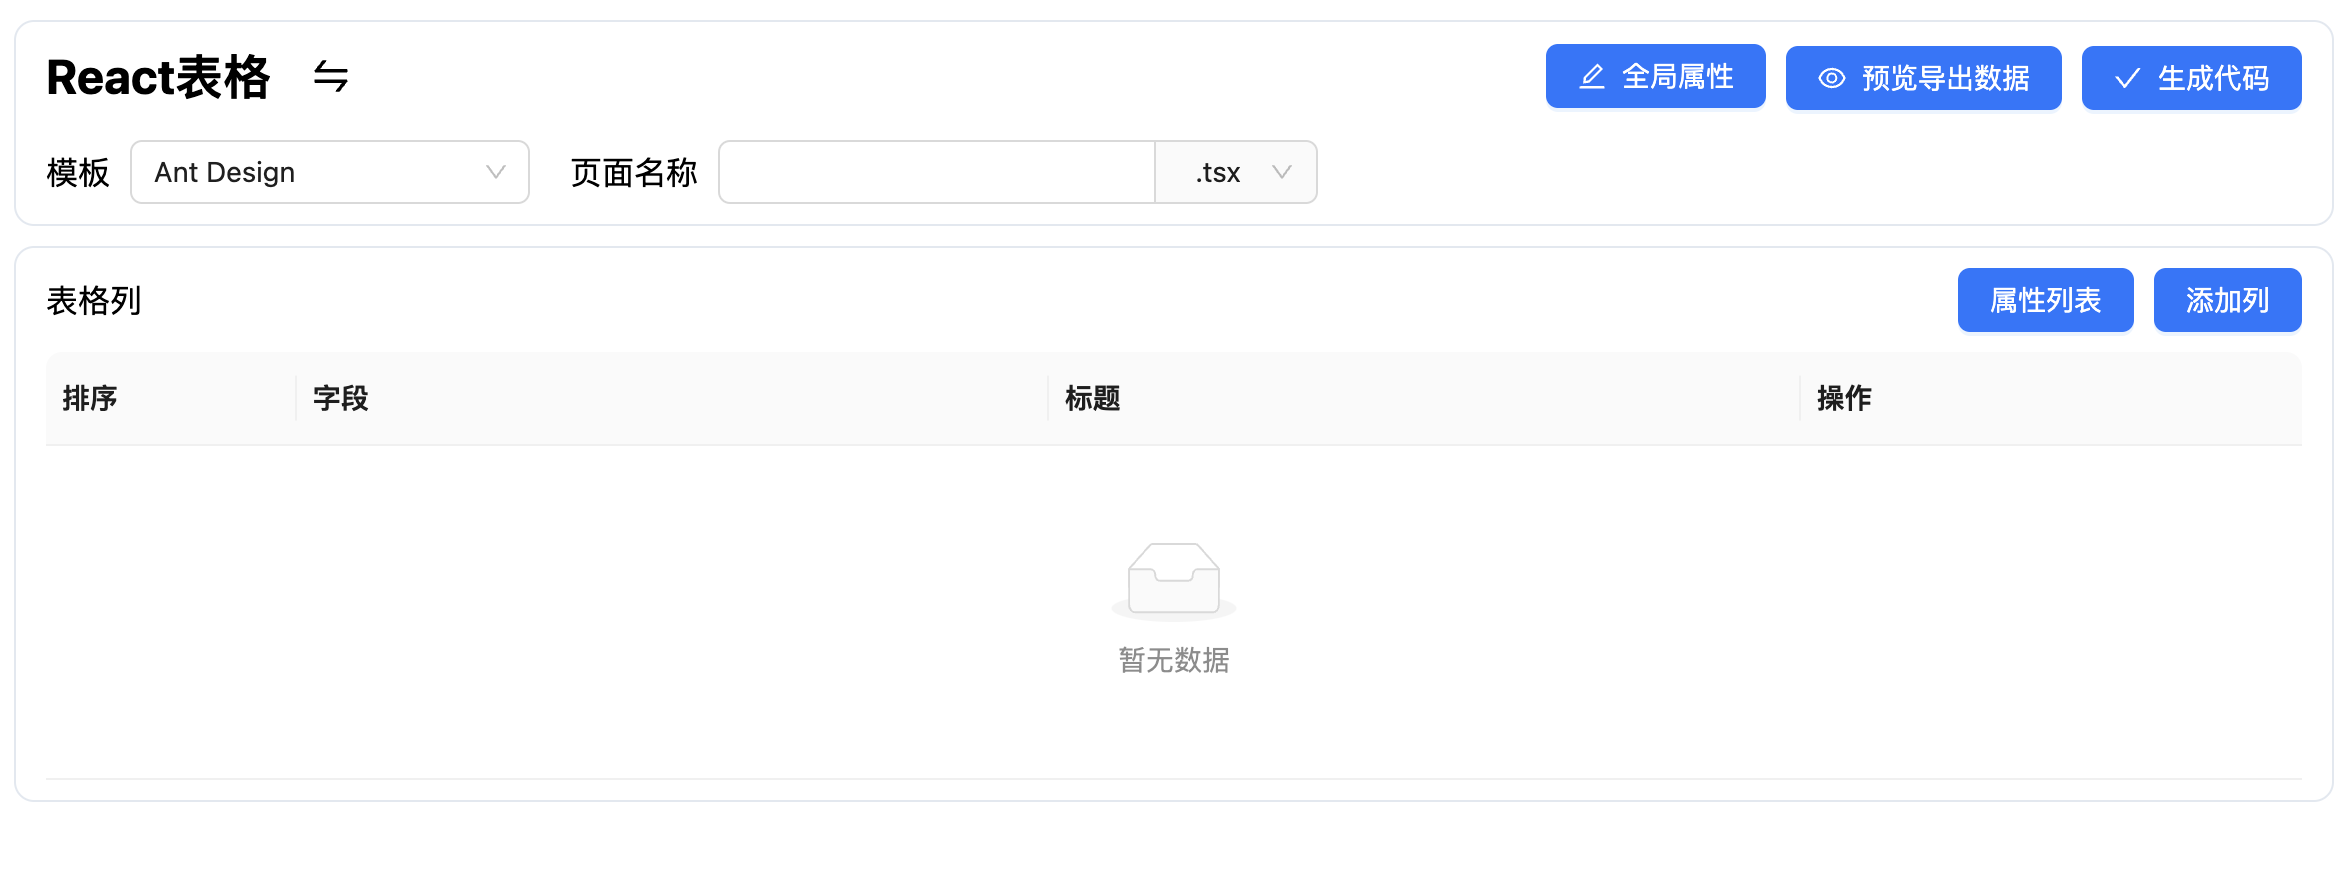 React表格
全局属性
预览导出数据
生成代码
模板
Ant Design
页面名称
.tsx
表格列
属性列表
添加列
排序
字段
标题
操作
暂无数据